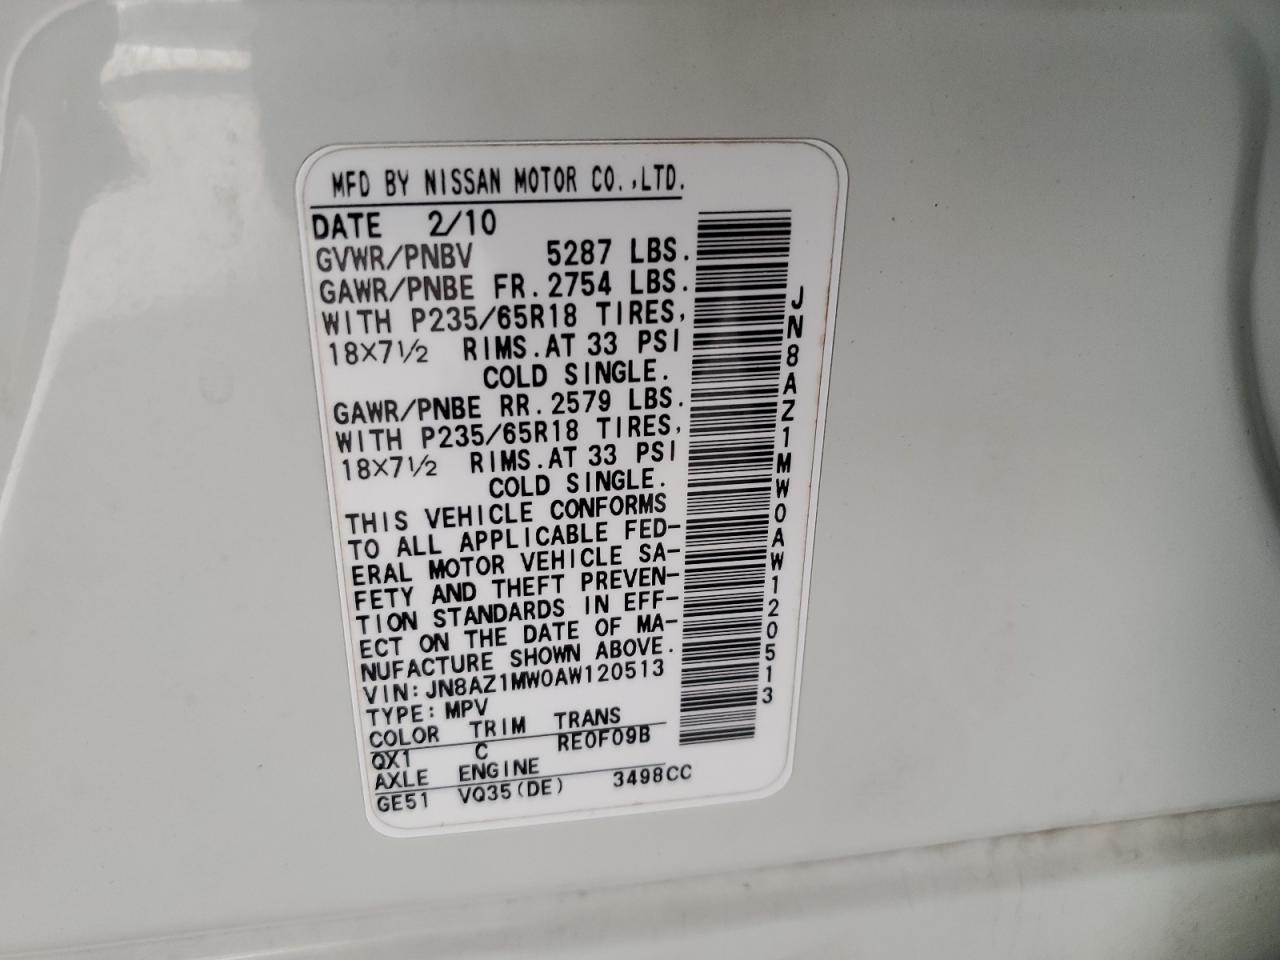 MFD BY NISSAN MOTOR CO.,LTD.
DATE 2/10
GVWR/PNBV 5287 LBS.
GAWR/PNBE FR.2754 LBS.
WITH P235/65R18 TIRES,
18×7½ RIMS.AT 33 PSI
COLD SINGLE.
GAWR/PNBE RR.2579 LBS.
WITH P235/65R18 TIRES,
18×7½ RIMS.AT 33 PSI
COLD SINGLE.
THIS VEHICLE CONFORMS
TO ALL APPLICABLE FED-
ERAL MOTOR VEHICLE SA-
FETY AND THEFT PREVEN-
TION STANDARDS IN EFF-
ECT ON THE DATE OF MA-
NUFACTURE SHOWN ABOVE.
VIN:JN8AZ1MW0AW120513
TYPE:MPV
COLOR TRIM TRANS
QX1 C RE0F09B
AXLE ENGINE
GE51 VQ35(DE) 3498CC
JN8AZ1MW0AW120513